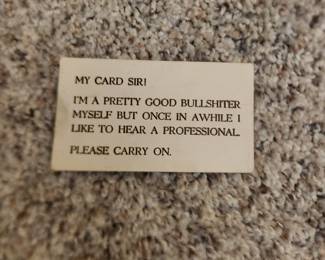 MY CARD SIR!
I'M A PRETTY GOOD BULLSHITER
MYSELF BUT ONCE IN AWHILE I
LIKE TO HEAR A PROFESSIONAL.
PLEASE CARRY ON.